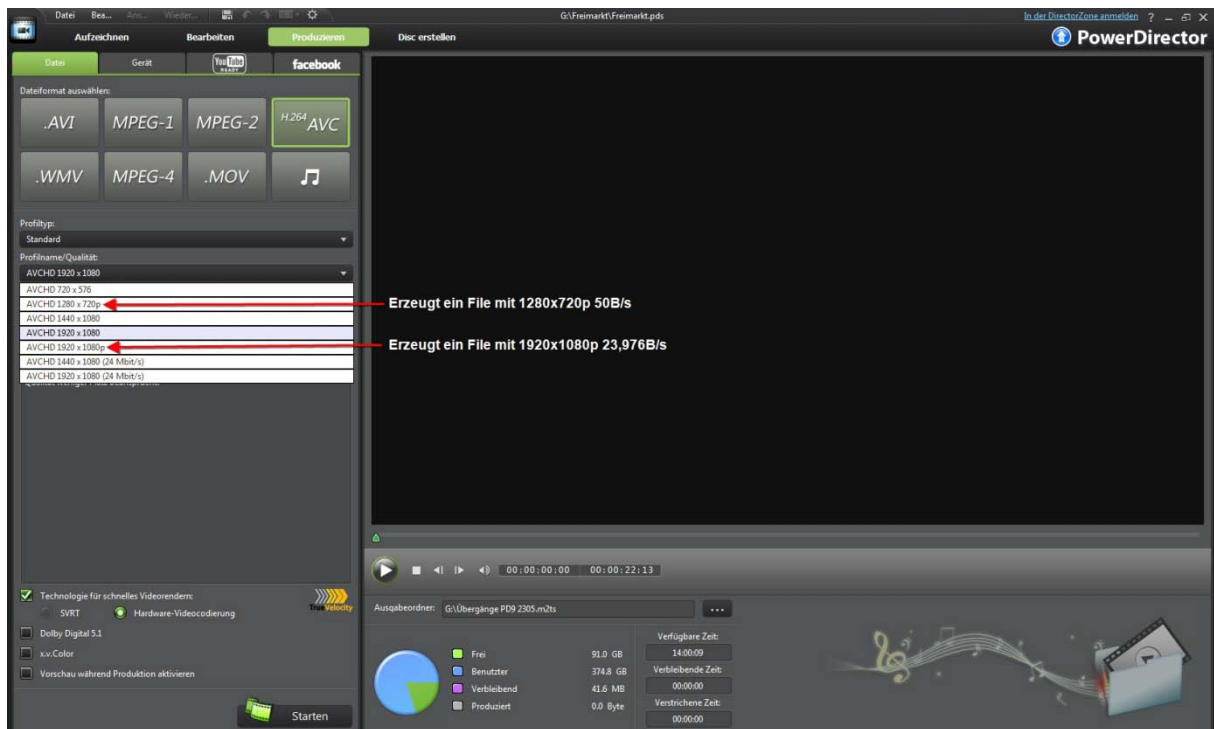 Datei Bea... Ans... Wieder...
G:\Freimarkt\Freimarkt.pds
In der DirectorZone anmelden ?
Aufzeichnen Bearbeiten Produzieren Disc erstellen
PowerDirector
Datei Gerät YouTube READY facebook
Dateiformat auswählen:
.AVI MPEG-1 MPEG-2 H.264 AVC
.WMV MPEG-4 .MOV
Profiltyp:
Standard
Profilname/Qualität:
AVCHD 1920 x 1080
AVCHD 720 x 576
AVCHD 1280 x 720p
Erzeugt ein File mit 1280x720p 50B/s
AVCHD 1440 x 1080
AVCHD 1920 x 1080
AVCHD 1920 x 1080p
Erzeugt ein File mit 1920x1080p 23,976B/s
AVCHD 1440 x 1080 (24 Mbit/s)
AVCHD 1920 x 1080 (24 Mbit/s)
00:00:00:00 00:00:22:13
Technologie für schnelles Videorendern:
SVRT Hardware-Videocodierung
TrueVelocity
Dolby Digital 5.1
x.v.Color
Vorschau während Produktion aktivieren
Starten
Ausgabeordner: G:\Übergänge PD9 2305.m2ts ...
Frei 91.0 GB
Benutzter 374.8 GB
Verbleibend 41.6 MB
Produziert 0.0 Byte
Verfügbare Zeit:
14:00:09
Verbleibende Zeit:
00:00:00
Verstrichene Zeit:
00:00:00